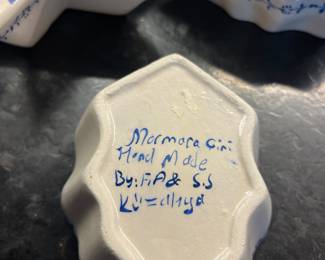 Marmara Çini
Hand Made
By: F.A & S.S
Kütahya